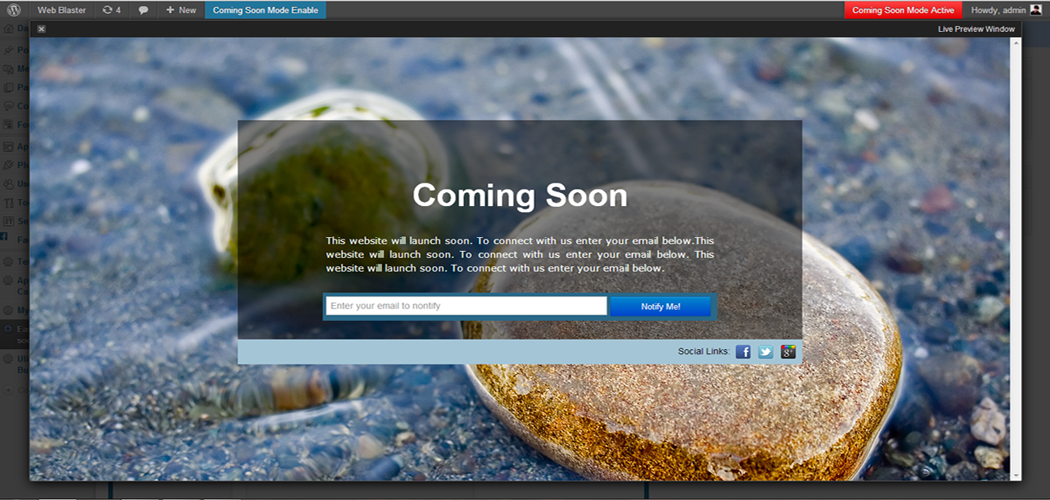 Web Blaster 4 New Coming Soon Mode Enable Coming Soon Mode Active Howdy, admin
Live Preview Window
Coming Soon
This website will launch soon. To connect with us enter your email below.This
website will launch soon. To connect with us enter your email below. This
website will launch soon. To connect with us enter your email below.
Enter your email to nontify Notify Me!
Social Links: